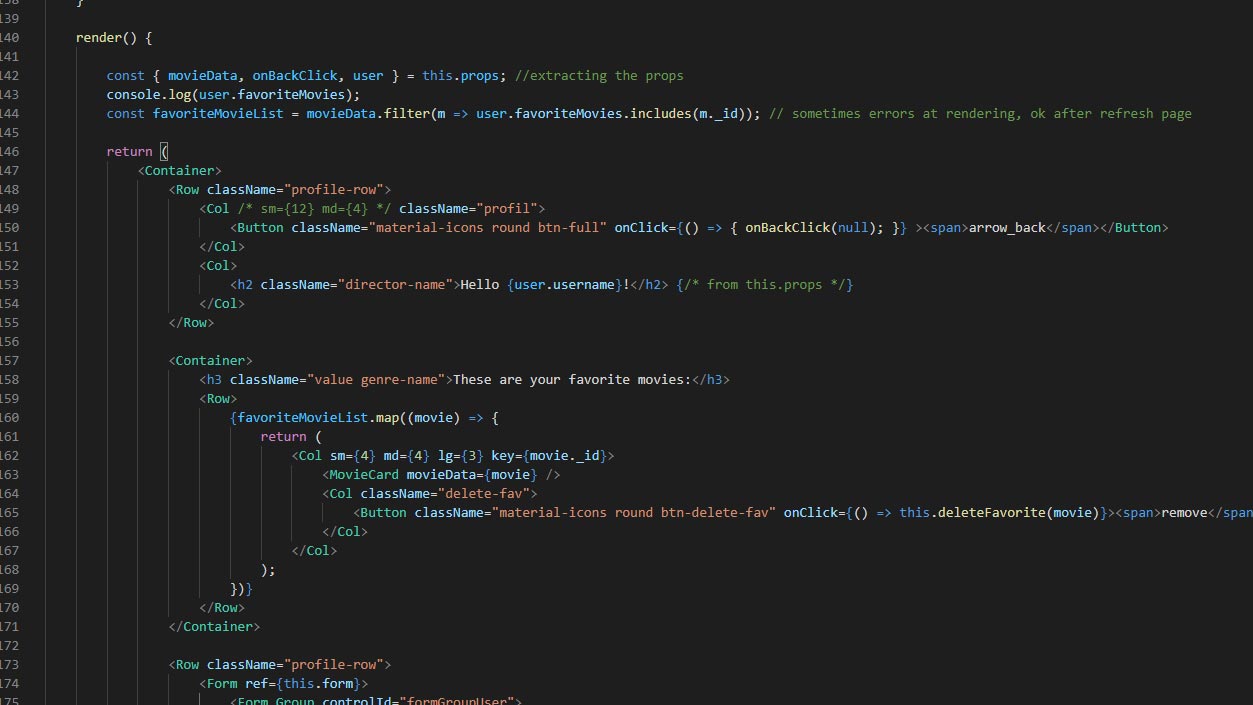 158 }
139
140 render() {
141
142 const { movieData, onBackClick, user } = this.props; //extracting the props
143 console.log(user.favoriteMovies);
144 const favoriteMovieList = movieData.filter(m => user.favoriteMovies.includes(m._id)); // sometimes errors at rendering, ok after refresh page
145
146 return (
147 <Container>
148 <Row className="profile-row">
149 <Col /* sm={12} md={4} */ className="profil">
150 <Button className="material-icons round btn-full" onClick={() => { onBackClick(null); }} ><span>arrow_back</span></Button>
151 </Col>
152 <Col>
153 <h2 className="director-name">Hello {user.username}!</h2> {/* from this.props */}
154 </Col>
155 </Row>
156
157 <Container>
158 <h3 className="value genre-name">These are your favorite movies:</h3>
159 <Row>
160 {favoriteMovieList.map((movie) => {
161 return (
162 <Col sm={4} md={4} lg={3} key={movie._id}>
163 <MovieCard movieData={movie} />
164 <Col className="delete-fav">
165 <Button className="material-icons round btn-delete-fav" onClick={() => this.deleteFavorite(movie)}><span>remove</span
166 </Col>
167 </Col>
168 );
169 })}
170 </Row>
171 </Container>
172
173 <Row className="profile-row">
174 <Form ref={this.form}>
175 <Form.Group controlId="formGroupUser">